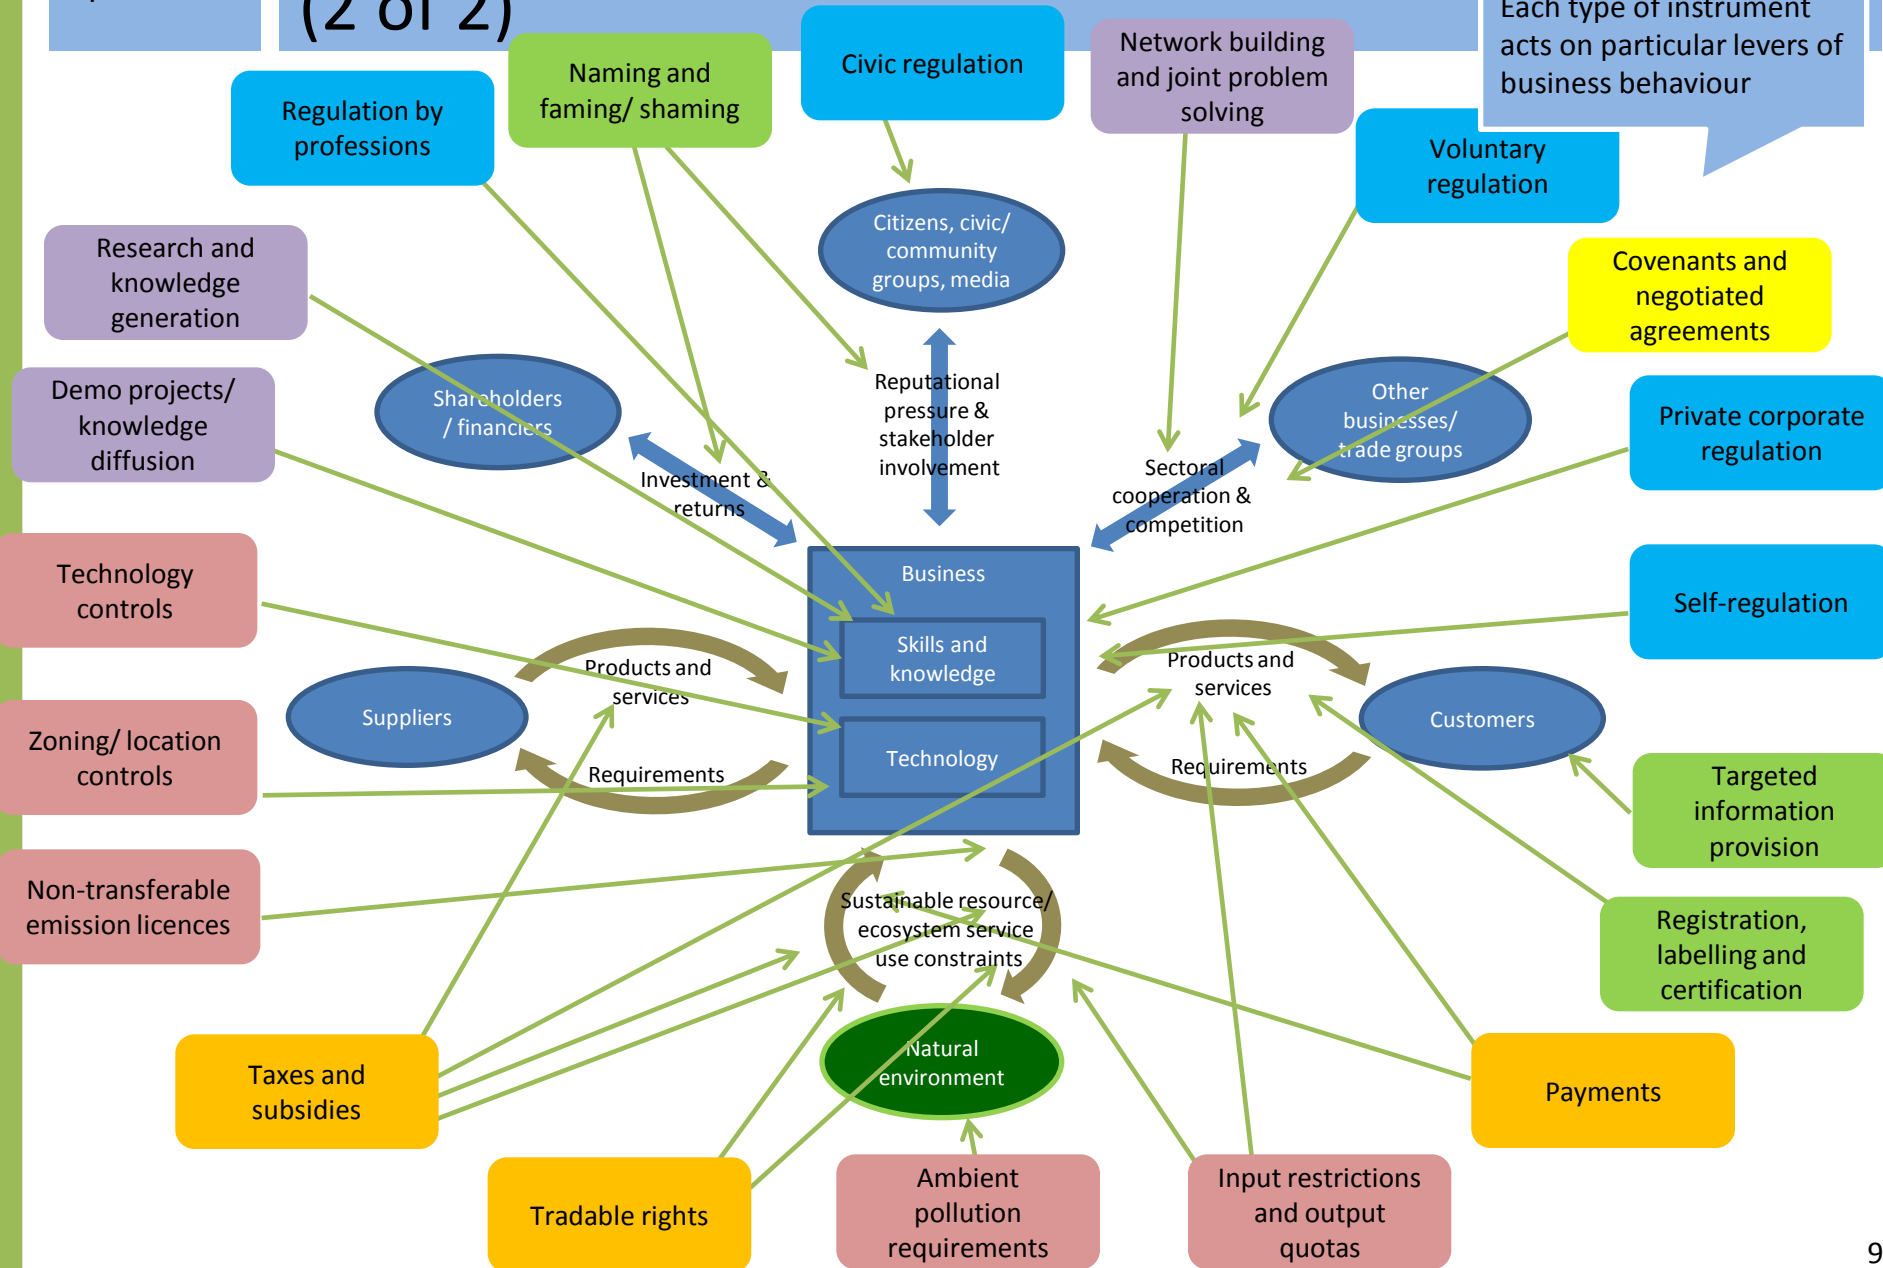 (2 of 2)
Each type of instrument
acts on particular levers of
business behaviour
Naming and
faming/ shaming
Civic regulation
Network building
and joint problem
solving
Regulation by
professions
Voluntary
regulation
Research and
knowledge
generation
Citizens, civic/
community
groups, media
Covenants and
negotiated
agreements
Demo projects/
knowledge
diffusion
Shareholders
/ financiers
Reputational
pressure &
stakeholder
involvement
Other
businesses/
trade groups
Private corporate
regulation
Investment &
returns
Sectoral
cooperation &
competition
Technology
controls
Business
Skills and
knowledge
Self-regulation
Products and
services
Products and
services
Suppliers
Customers
Zoning/ location
controls
Requirements
Technology
Requirements
Targeted
information
provision
Non-transferable
emission licences
Sustainable resource/
ecosystem service
use constraints
Registration,
labelling and
certification
Natural
environment
Taxes and
subsidies
Payments
Tradable rights
Ambient
pollution
requirements
Input restrictions
and output
quotas
9